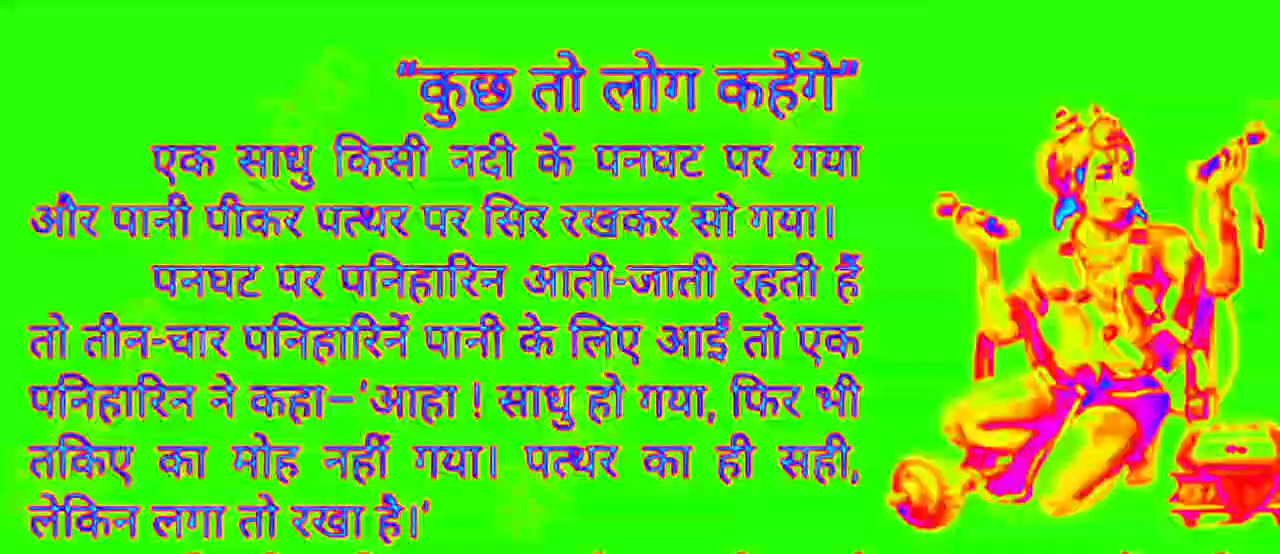 "कुछ तो लोग कहेंगे"
एक साधु किसी नदी के पनघट पर गया
और पानी पीकर पत्थर पर सिर रखकर सो गया।
पनघट पर पनिहारिन आती-जाती रहती हैं
तो तीन-चार पनिहारिनें पानी के लिए आईं तो एक
पनिहारिन ने कहा—'आहा ! साधु हो गया, फिर भी
तकिए का मोह नहीं गया। पत्थर का ही सही,
लेकिन लगा तो रखा है।'